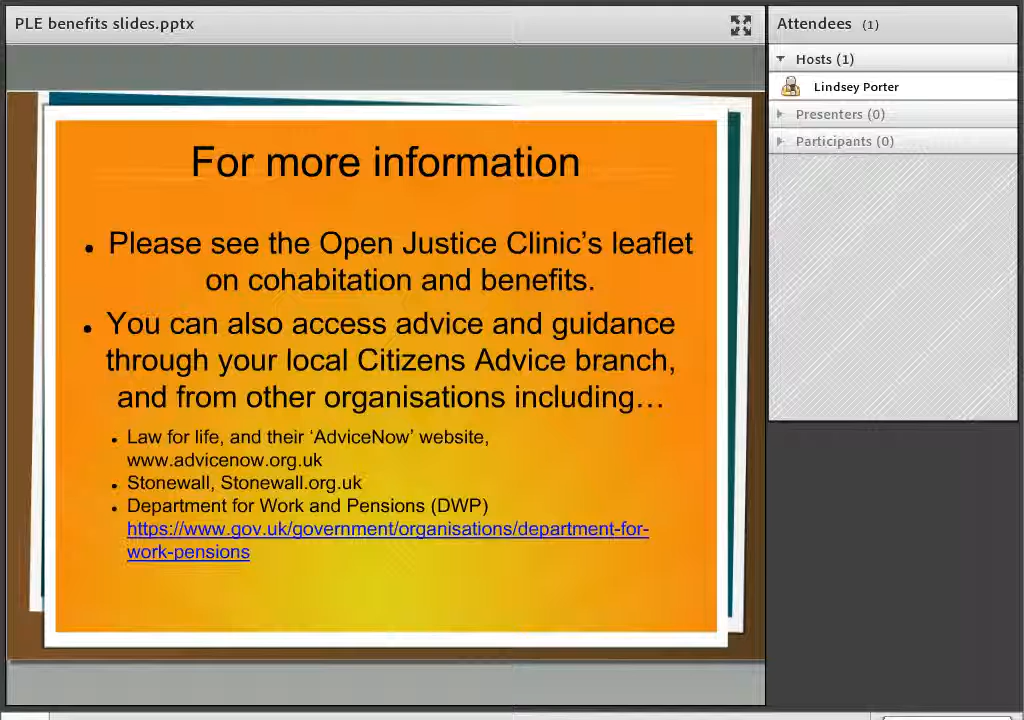 PLE benefits slides.pptx
Attendees (1)
Hosts (1)
Lindsey Porter
Presenters (0)
Participants (0)
For more information
• Please see the Open Justice Clinic’s leaflet
on cohabitation and benefits.
• You can also access advice and guidance
through your local Citizens Advice branch,
and from other organisations including…
• Law for life, and their ‘AdviceNow’ website,
www.advicenow.org.uk
• Stonewall, Stonewall.org.uk
• Department for Work and Pensions (DWP)
https://www.gov.uk/government/organisations/department-for-
work-pensions